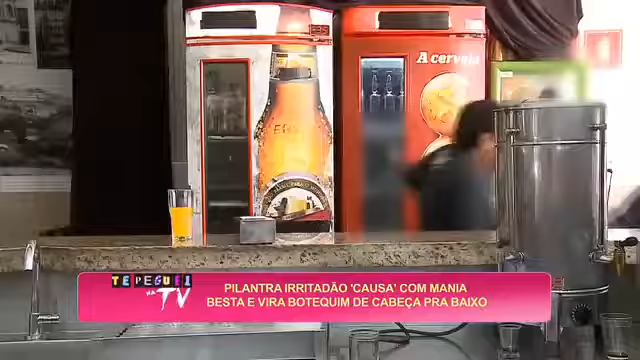 A cerveja
TE PEGUEI
NA
TV
PILANTRA IRRITADÃO 'CAUSA' COM MANIA
BESTA E VIRA BOTEQUIM DE CABEÇA PRA BAIXO